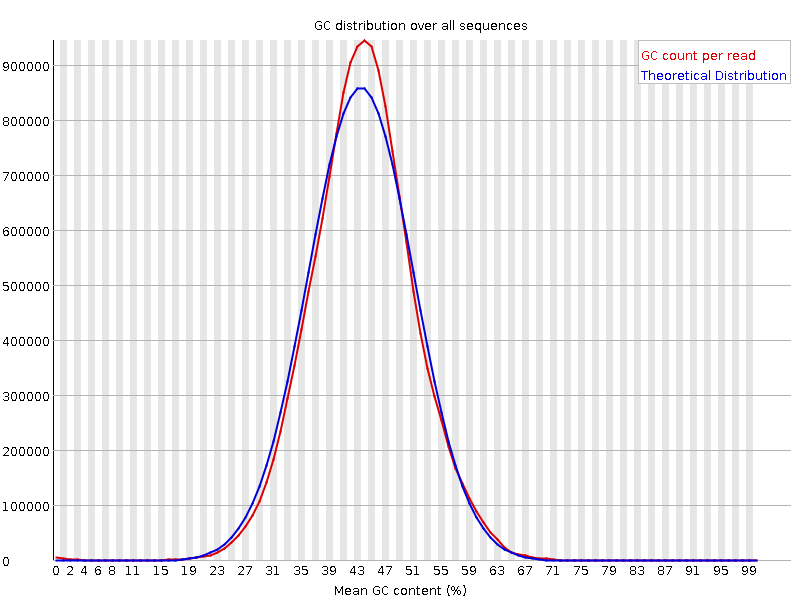 GC distribution over all sequences
GC count per read
Theoretical Distribution
900000
800000
700000
600000
500000
400000
300000
200000
100000
0
0 2 4 6 8 11 15 19 23 27 31 35 39 43 47 51 55 59 63 67 71 75 79 83 87 91 95 99
Mean GC content (%)